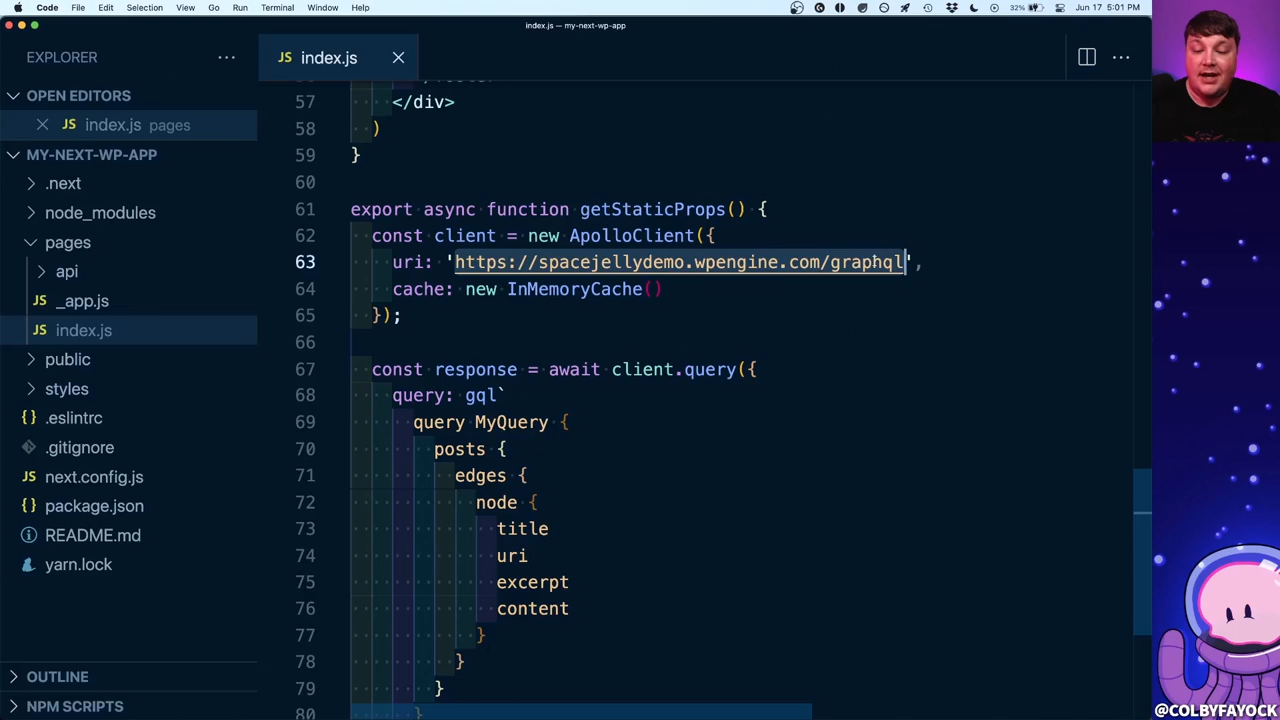 Code File Edit Selection View Go Run Terminal Window Help 32% Jun 17 5:01 PM
index.js — my-next-wp-app
EXPLORER
OPEN EDITORS
index.js pages
MY-NEXT-WP-APP
.next
node_modules
pages
api
JS _app.js
JS index.js
public
styles
{} .eslintrc
.gitignore
JS next.config.js
package.json
README.md
yarn.lock
OUTLINE
NPM SCRIPTS
JS index.js
57 </div>
58 )
59 }
60
61 export async function getStaticProps() {
62 const client = new ApolloClient({
63 uri: 'https://spacejellydemo.wpengine.com/graphql',
64 cache: new InMemoryCache()
65 });
66
67 const response = await client.query({
68 query: gql`
69 query MyQuery {
70 posts {
71 edges {
72 node {
73 title
74 uri
75 excerpt
76 content
77 }
78 }
79 }
80 }
@COLBYFAYOCK